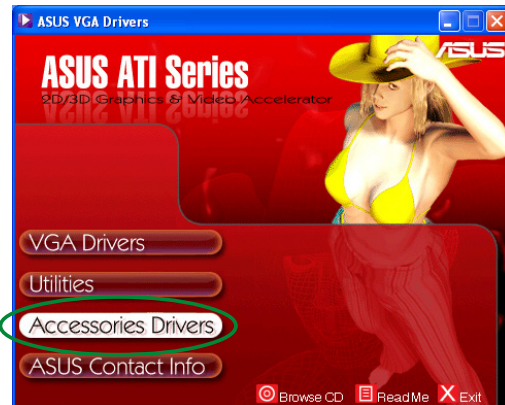 ASUS VGA Drivers
ASUS
ASUS ATI Series
2D/3D Graphics & Video Accelerator
VGA Drivers
Utilities
Accessories Drivers
ASUS Contact Info
Browse CD
ReadMe
Exit